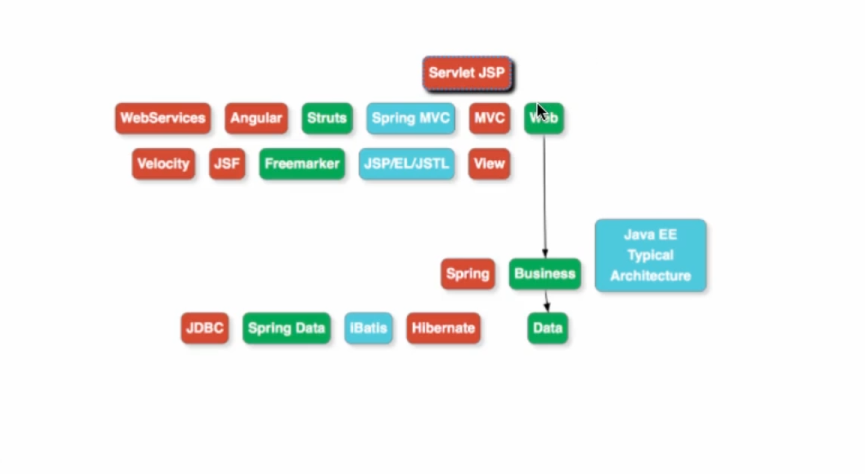 Servlet JSP
WebServices
Angular
Struts
Spring MVC
MVC
Web
Velocity
JSF
Freemarker
JSP/EL/JSTL
View
Java EE
Typical
Architecture
Spring
Business
JDBC
Spring Data
iBatis
Hibernate
Data